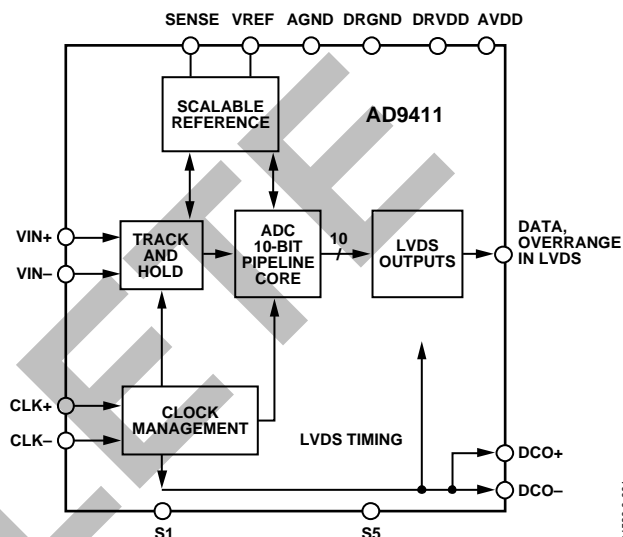 SENSE VREF AGND DRGND DRVDD AVDD
SCALABLE
REFERENCE
AD9411
VIN+
VIN–
TRACK
AND
HOLD
ADC
10-BIT
PIPELINE
CORE
10
LVDS
OUTPUTS
DATA,
OVERRANGE
IN LVDS
CLK+
CLK–
CLOCK
MANAGEMENT
LVDS TIMING
DCO+
DCO–
S1 S5